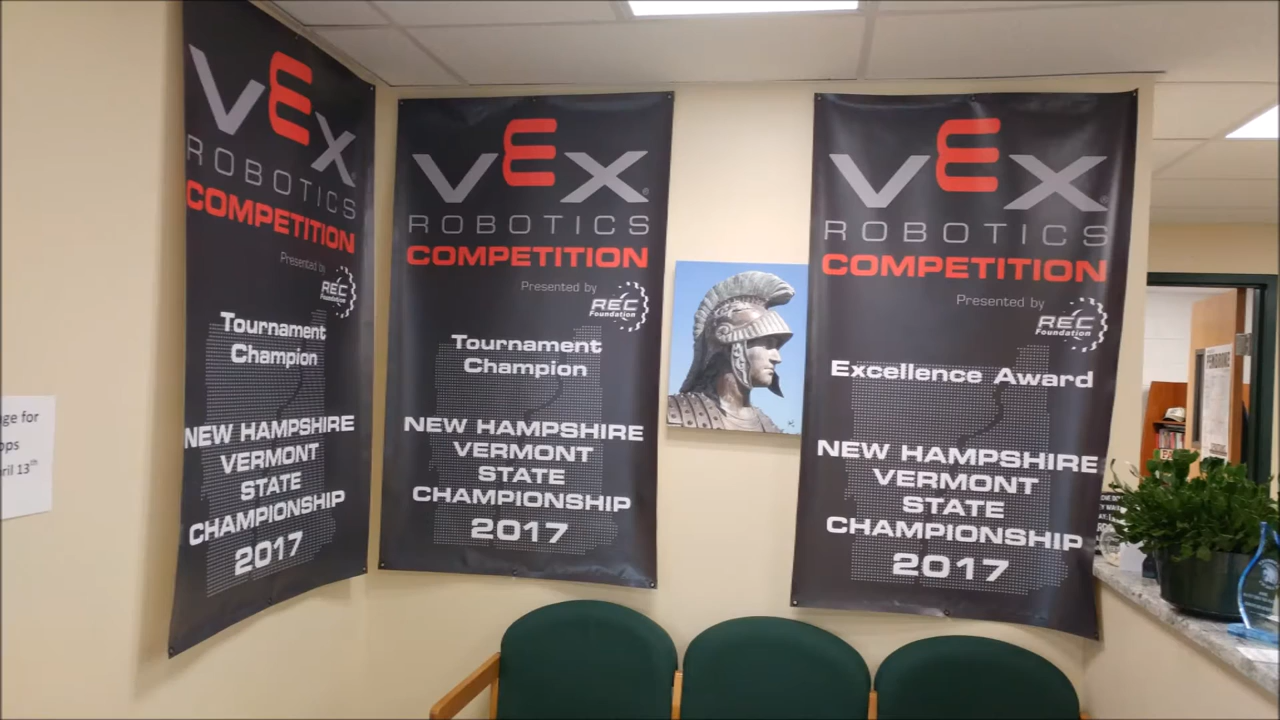 VEX
ROBOTICS
COMPETITION
Presented by
REC
Foundation
Tournament
Champion
NEW HAMPSHIRE
VERMONT
STATE
CHAMPIONSHIP
2017
VEX
ROBOTICS
COMPETITION
Presented by
REC
Foundation
Tournament
Champion
NEW HAMPSHIRE
VERMONT
STATE
CHAMPIONSHIP
2017
VEX
ROBOTICS
COMPETITION
Presented by
REC
Foundation
Excellence Award
NEW HAMPSHIRE
VERMONT
STATE
CHAMPIONSHIP
2017
for
13th